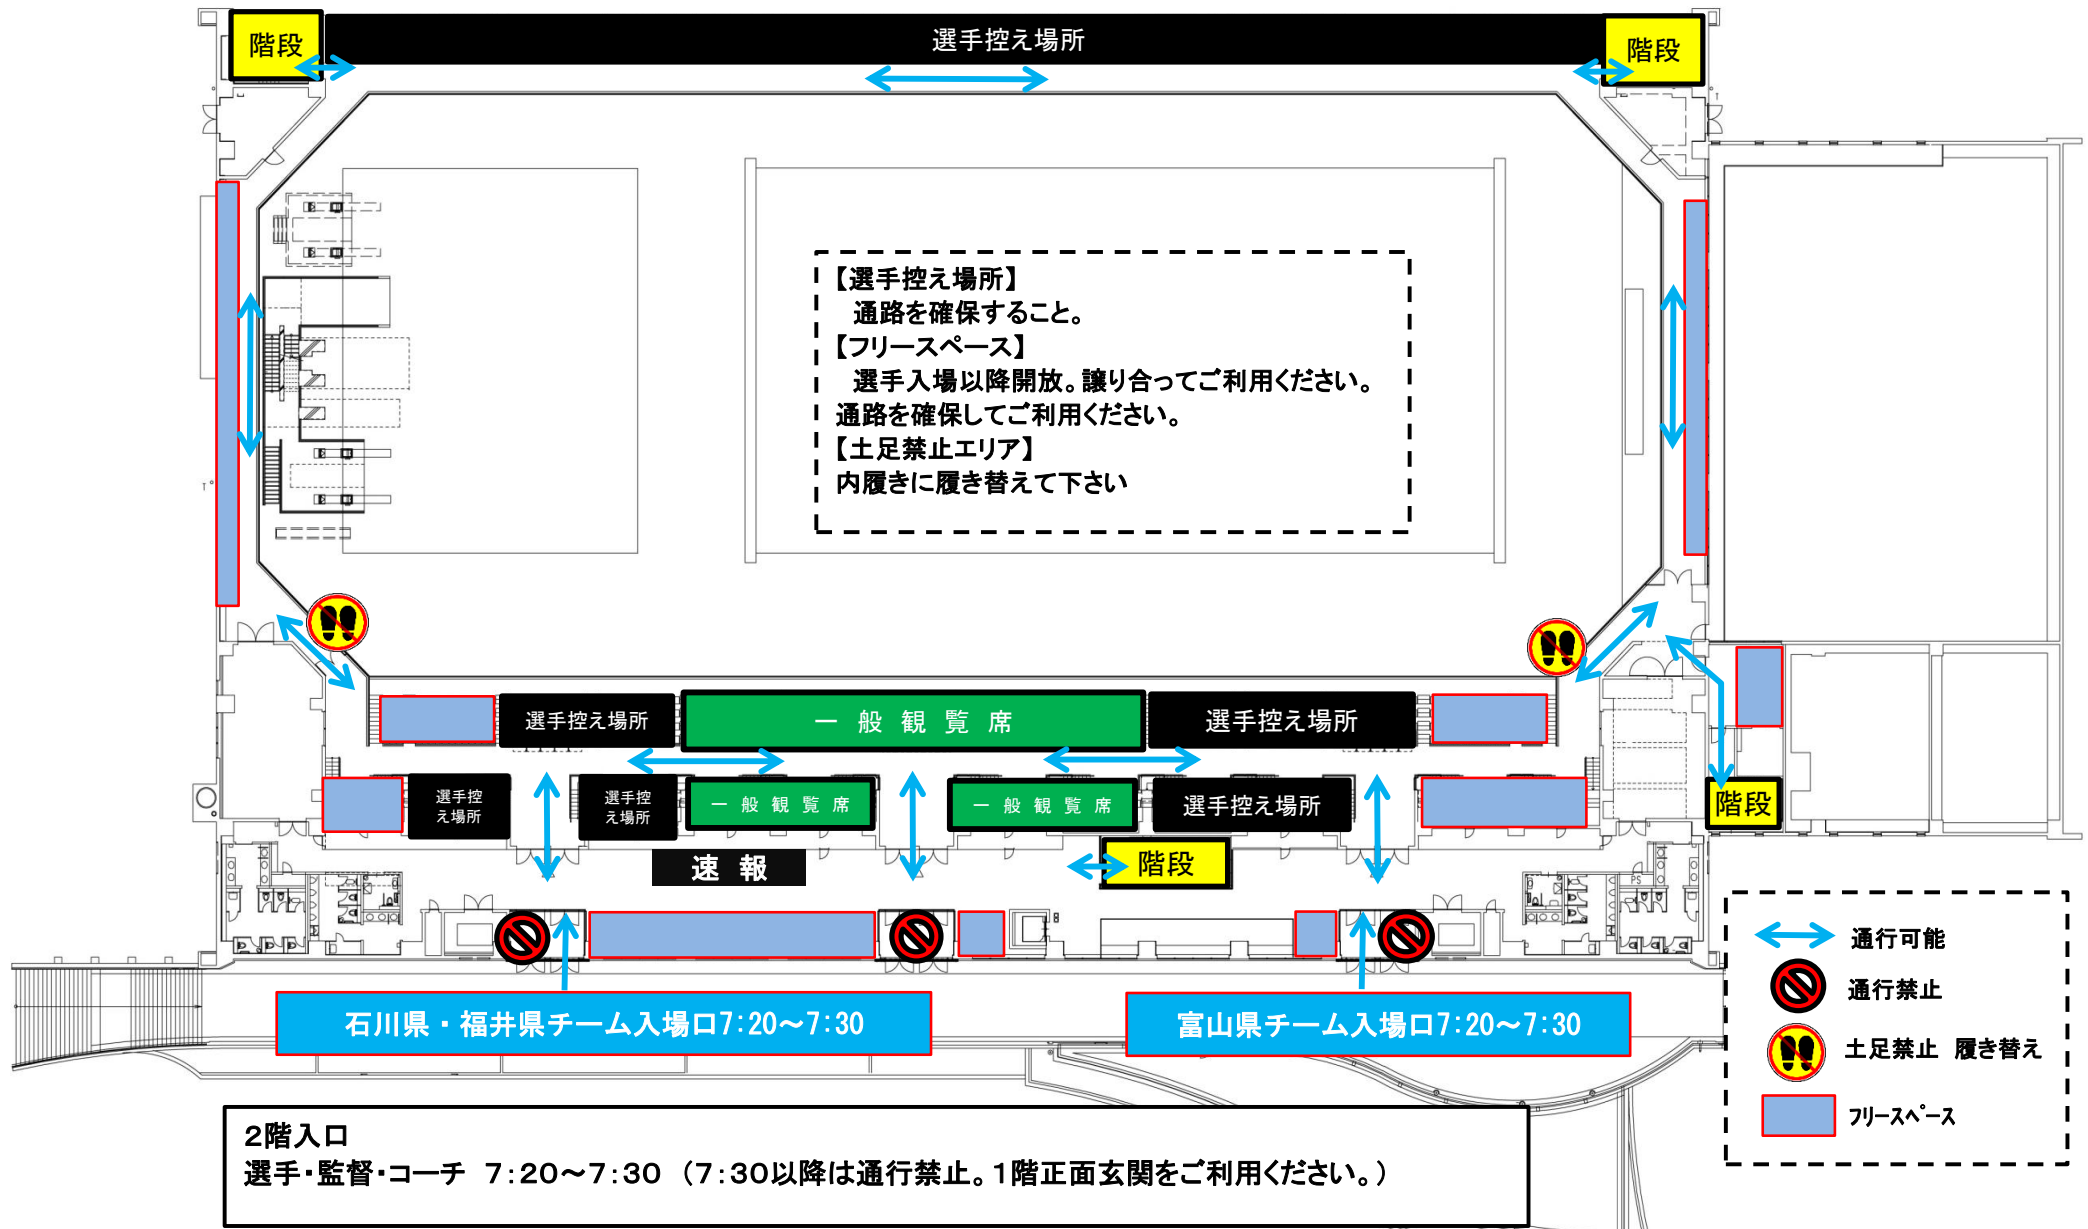 階段
選手控え場所
階段
【選手控え場所】
通路を確保すること。
【フリースペース】
選手入場以降開放。譲り合ってご利用ください。
通路を確保してご利用ください。
【土足禁止エリア】
内履きに履き替えて下さい
選手控え場所
一般観覧席
選手控え場所
選手控
え場所
選手控
え場所
一般観覧席
一般観覧席
選手控え場所
階段
速報
階段
PS
石川県・福井県チーム入場口7:20～7:30
富山県チーム入場口7:20～7:30
通行可能
通行禁止
土足禁止 履き替え
フリースペース
2階入口
選手・監督・コーチ 7:20～7:30 （7:30以降は通行禁止。1階正面玄関をご利用ください。）